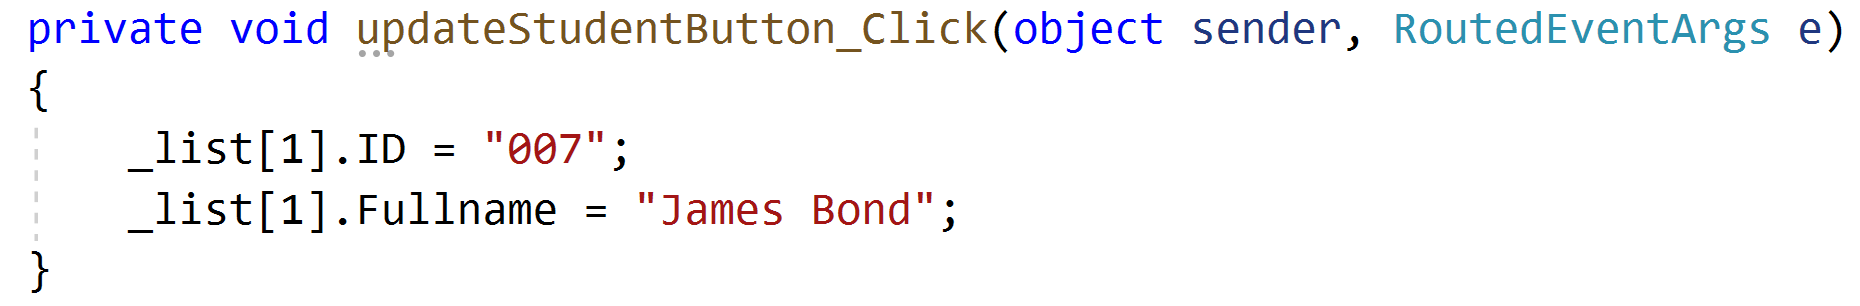 private void updateStudentButton_Click(object sender, RoutedEventArgs e)
{
    _list[1].ID = "007";
    _list[1].Fullname = "James Bond";
}